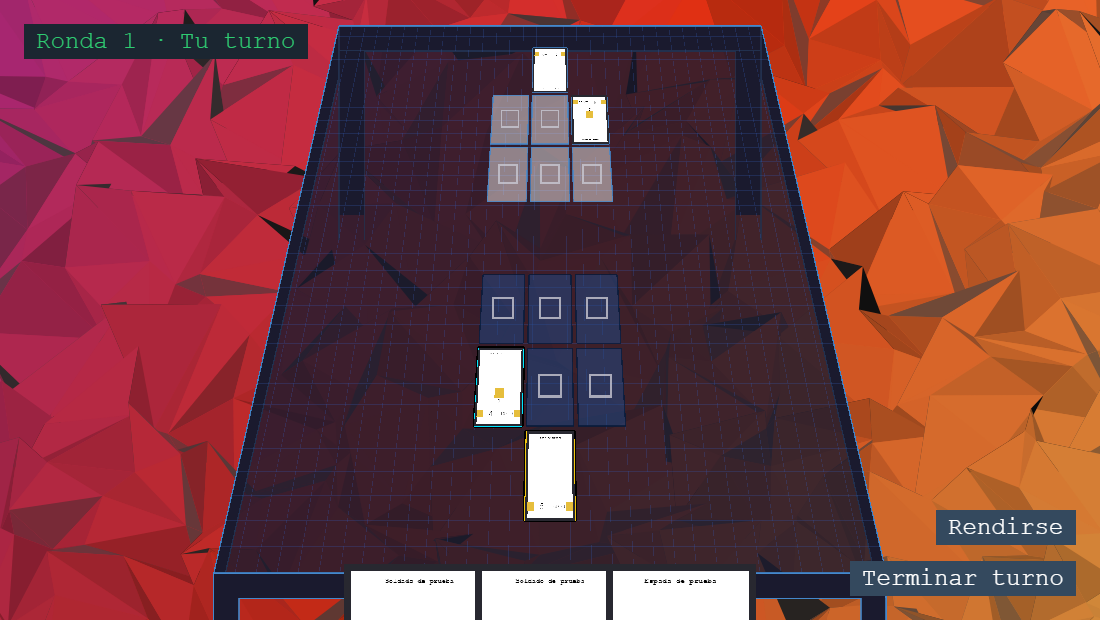 Ronda 1 · Tu turno
Rendirse
Terminar turno
Soldado de prueba
Soldado de prueba
Espada de prueba